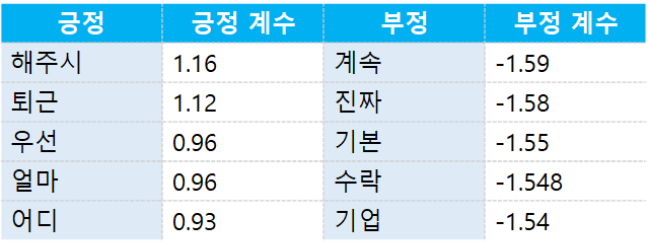 긍정 긍정 계수 부정 부정 계수
해주시 1.16 계속 -1.59
퇴근 1.12 진짜 -1.58
우선 0.96 기본 -1.55
얼마 0.96 수락 -1.548
어디 0.93 기업 -1.54